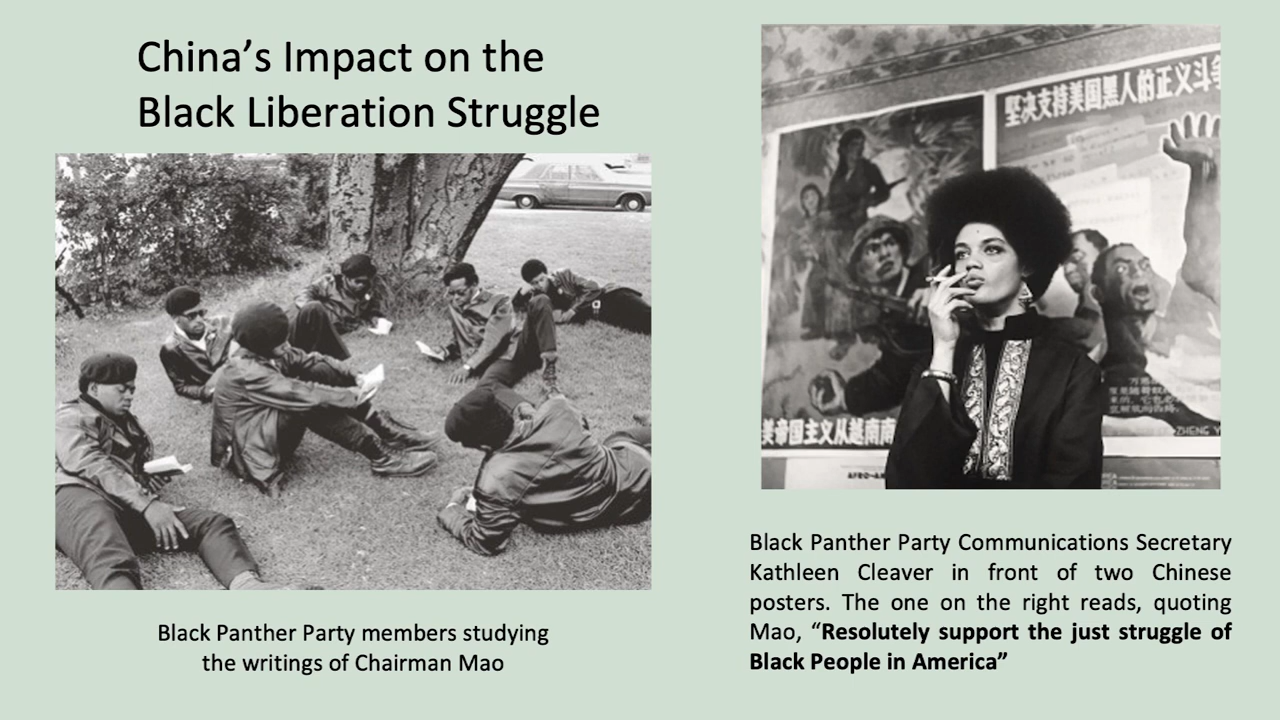 China’s Impact on the
Black Liberation Struggle
坚决支持美国黑人的正义斗争
美帝国主义从越南南
ZHENG Y
Black Panther Party members studying
the writings of Chairman Mao
Black Panther Party Communications Secretary
Kathleen Cleaver in front of two Chinese
posters. The one on the right reads, quoting
Mao, “Resolutely support the just struggle of
Black People in America”